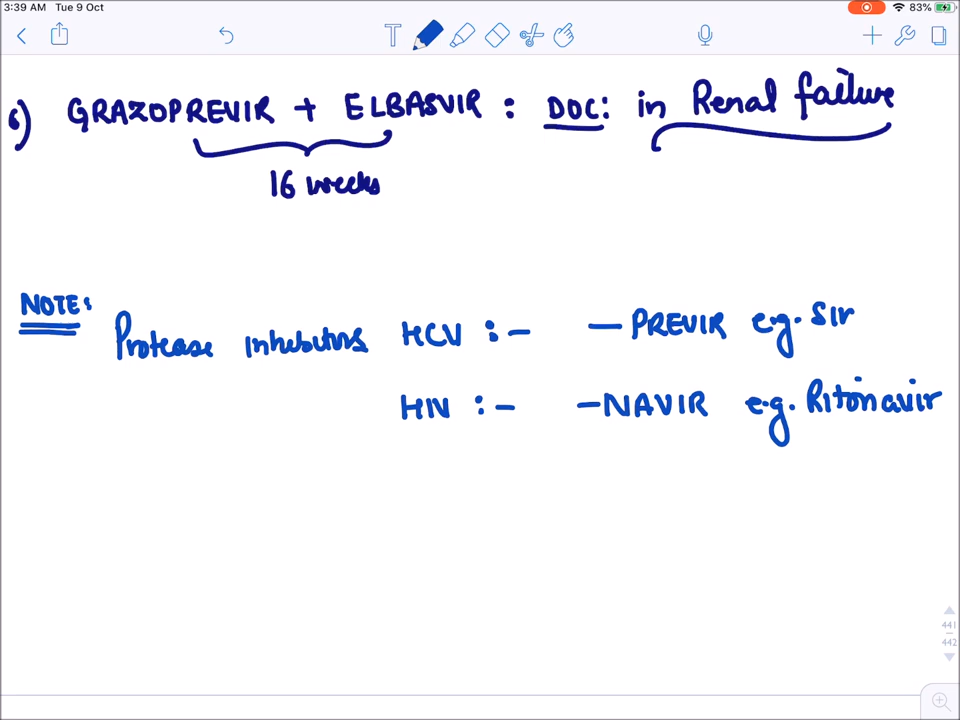 3:39 AM Tue 9 Oct 83%
T
6) GRAZOPREVIR + ELBASVIR : DOC: in Renal failure
16 weeks
NOTE:
Protease inhibitors HCV :- — PREVIR e.g. Sir
HIV :- - NAVIR e.g. Ritonavir
441
442